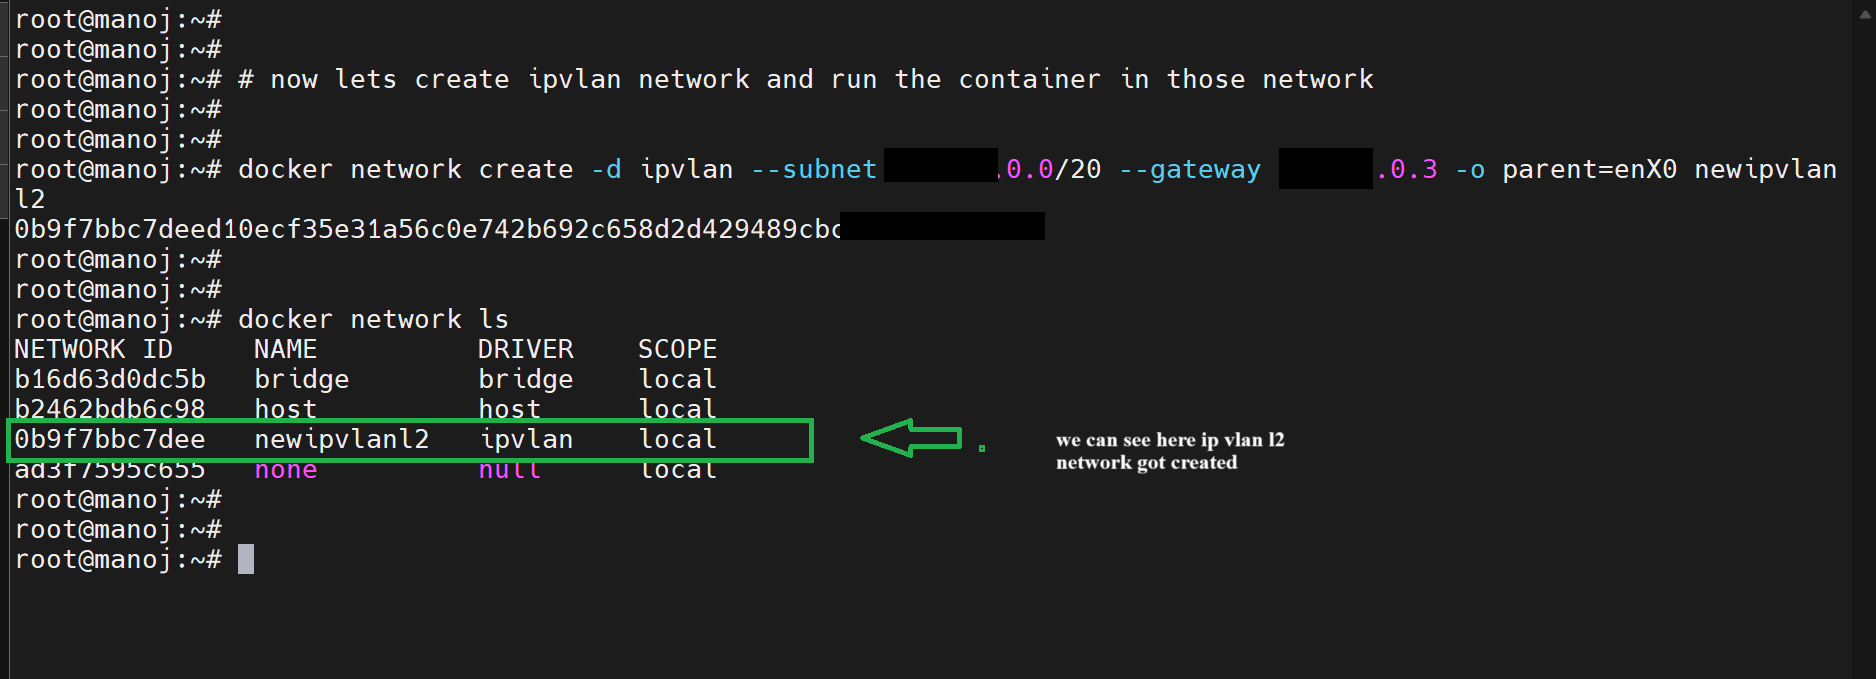 root@manoj:~#
root@manoj:~#
root@manoj:~# # now lets create ipvlan network and run the container in those network
root@manoj:~#
root@manoj:~#
root@manoj:~# docker network create -d ipvlan --subnet .0.0/20 --gateway .0.3 -o parent=enX0 newipvlan
l2
0b9f7bbc7deed10ecf35e31a56c0e742b692c658d2d429489cbc
root@manoj:~#
root@manoj:~#
root@manoj:~# docker network ls
NETWORK ID NAME DRIVER SCOPE
b16d63d0dc5b bridge bridge local
b2462bdb6c98 host host local
0b9f7bbc7dee newipvlanl2 ipvlan local
ad3f7595c655 none null local
we can see here ip vlan l2
network got created
root@manoj:~#
root@manoj:~#
root@manoj:~#